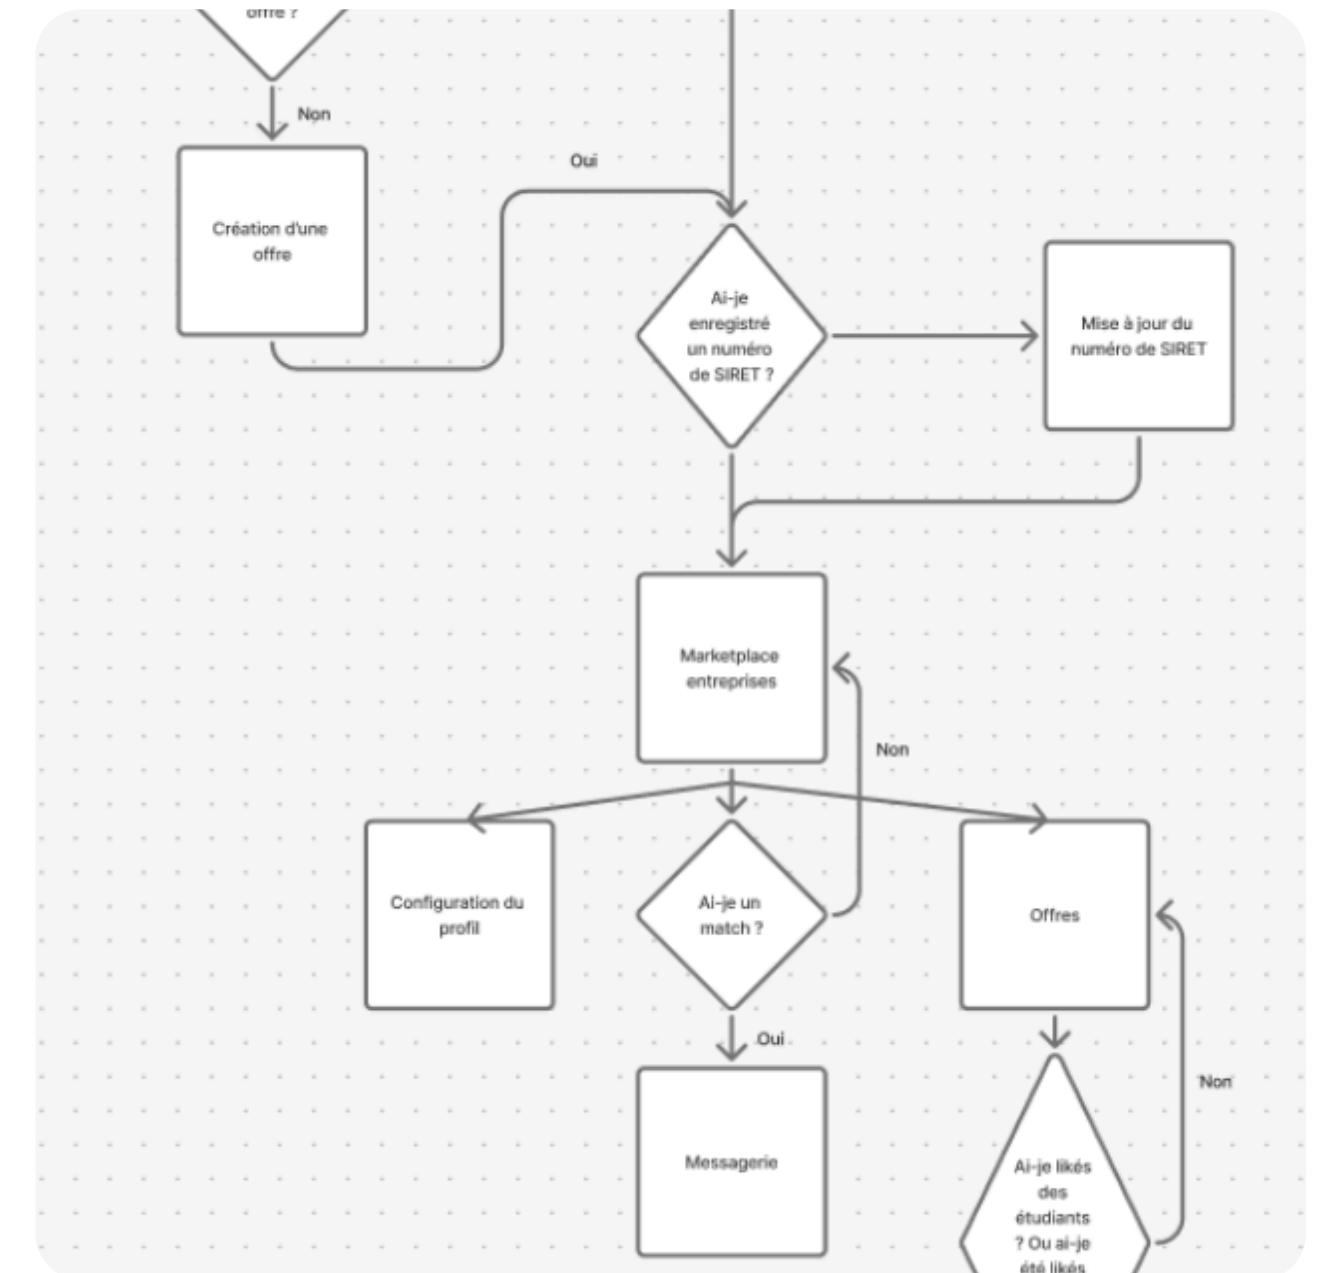 offre ?
Non
Oui
Création d'une
offre
Ai-je
enregistré
un numéro
de SIRET ?
Mise à jour du
numéro de SIRET
Marketplace
entreprises
Non
Configuration du
profil
Ai-je un
match ?
Offres
Oui
Non
Messagerie
Ai-je likés
des
étudiants
? Ou ai-je
été likés